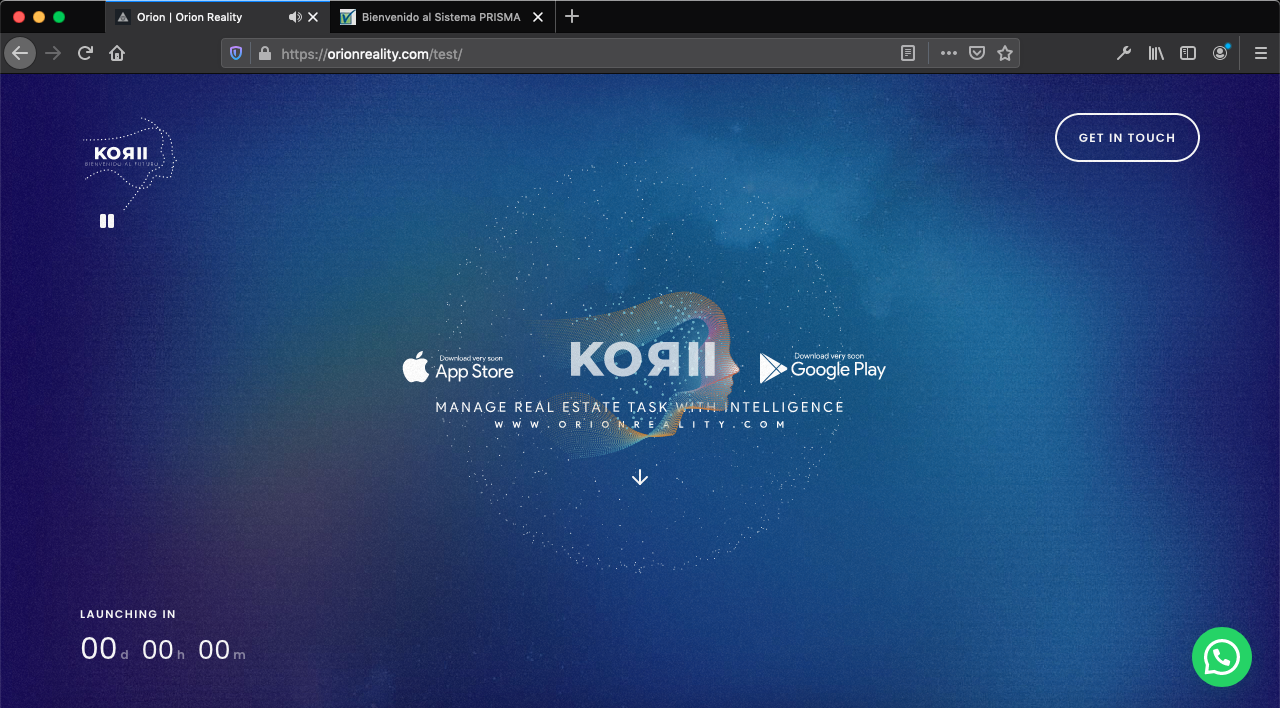 Orion | Orion Reality
Bienvenido al Sistema PRISMA
https://orionreality.com/test/
KOЯII
BIENVENIDO AL FUTURO
GET IN TOUCH
Download very soon
App Store
KOЯII
Download very soon
Google Play
MANAGE REAL ESTATE TASK WITH INTELLIGENCE
WWW.ORIONREALITY.COM
LAUNCHING IN
00 d 00 h 00 m